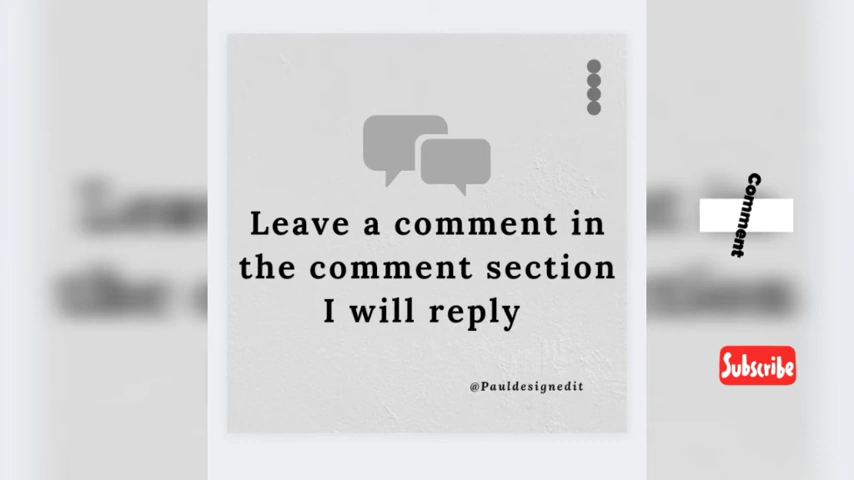 Leave a comment in
the comment section
I will reply
@Pauldesignedit
Comment
Subscribe